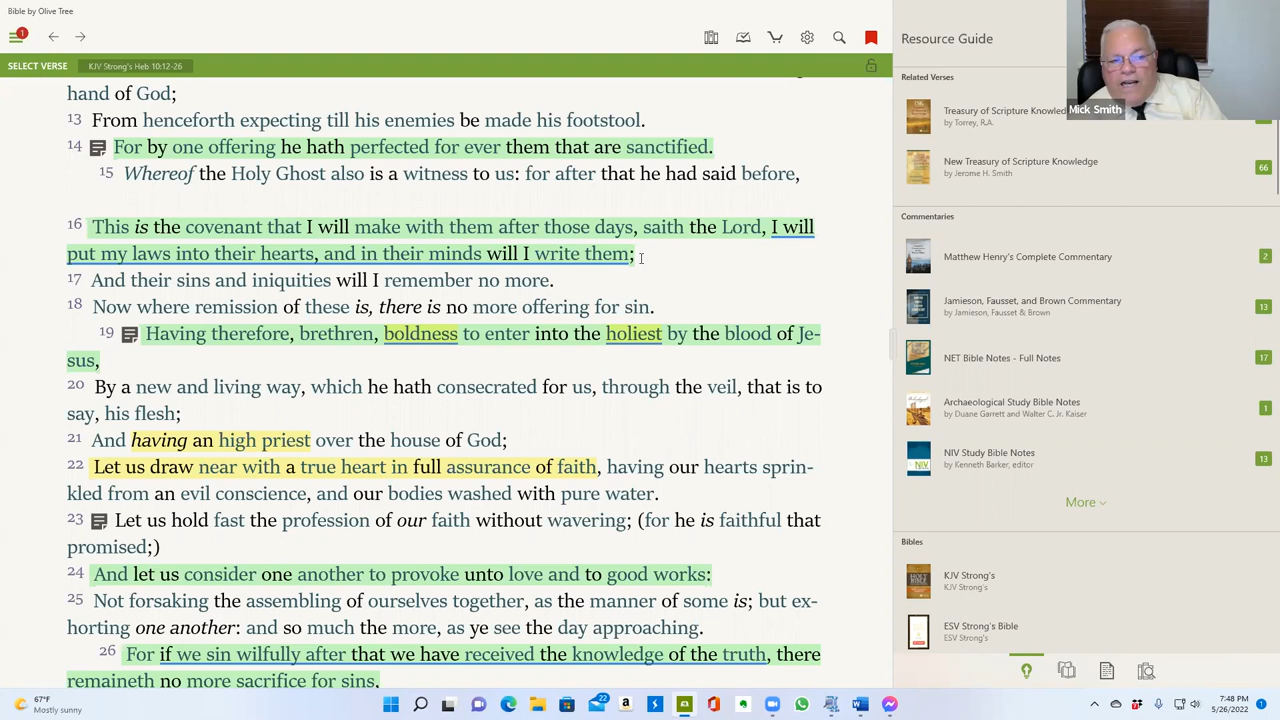 Bible by Olive Tree
1
SELECT VERSE
KJV Strong's Heb 10:12-26
hand of God;
13 From henceforth expecting till his enemies be made his footstool.
14 For by one offering he hath perfected for ever them that are sanctified.
15 Whereof the Holy Ghost also is a witness to us: for after that he had said before,
16 This is the covenant that I will make with them after those days, saith the Lord, I will
put my laws into their hearts, and in their minds will I write them;
17 And their sins and iniquities will I remember no more.
18 Now where remission of these is, there is no more offering for sin.
19 Having therefore, brethren, boldness to enter into the holiest by the blood of Je-
sus,
20 By a new and living way, which he hath consecrated for us, through the veil, that is to
say, his flesh;
21 And having an high priest over the house of God;
22 Let us draw near with a true heart in full assurance of faith, having our hearts sprin-
kled from an evil conscience, and our bodies washed with pure water.
23 Let us hold fast the profession of our faith without wavering; (for he is faithful that
promised;)
24 And let us consider one another to provoke unto love and to good works:
25 Not forsaking the assembling of ourselves together, as the manner of some is; but ex-
horting one another: and so much the more, as ye see the day approaching.
26 For if we sin wilfully after that we have received the knowledge of the truth, there
remaineth no more sacrifice for sins,
Resource Guide
Mick Smith
Related Verses
Treasury of Scripture Knowled
by Torrey, R.A.
New Treasury of Scripture Knowledge
by Jerome H. Smith
66
Commentaries
Matthew Henry's Complete Commentary
2
Jamieson, Fausset, and Brown Commentary
by Jamieson, Fausset & Brown
13
NET Bible Notes - Full Notes
17
Archaeological Study Bible Notes
by Duane Garrett and Walter C. Jr. Kaiser
1
NIV Study Bible Notes
by Kenneth Barker, editor
13
More
Bibles
KJV Strong's
KJV Strong's
ESV Strong's Bible
ESV Strong's
67°F
Mostly sunny
22
7:48 PM
5/26/2022
1